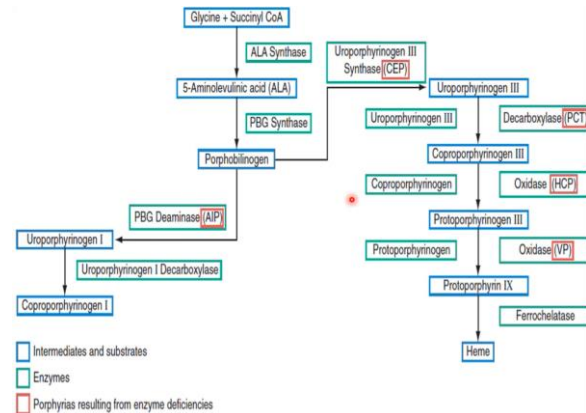 Glycine + Succinyl CoA
ALA Synthase
5-Aminolevulinic acid (ALA)
PBG Synthase
Porphobilinogen
Uroporphyrinogen III
Synthase (CEP)
Uroporphyrinogen III
Uroporphyrinogen III
Decarboxylase (PCT)
Coproporphyrinogen III
Coproporphyrinogen
Oxidase (HCP)
Protoporphyrinogen III
Protoporphyrinogen
Oxidase (VP)
Protoporphyrin IX
Ferrochelatase
Heme
PBG Deaminase (AIP)
Uroporphyrinogen I
Uroporphyrinogen I Decarboxylase
Coproporphyrinogen I
Intermediates and substrates
Enzymes
Porphyrias resulting from enzyme deficiencies